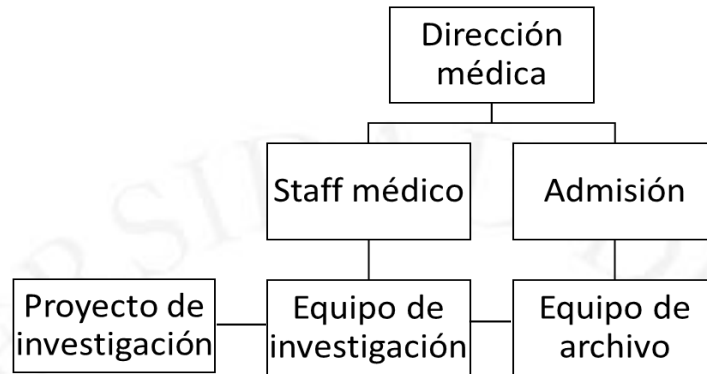 Dirección
médica
Staff médico
Admisión
Proyecto de
investigación
Equipo de
investigación
Equipo de
archivo